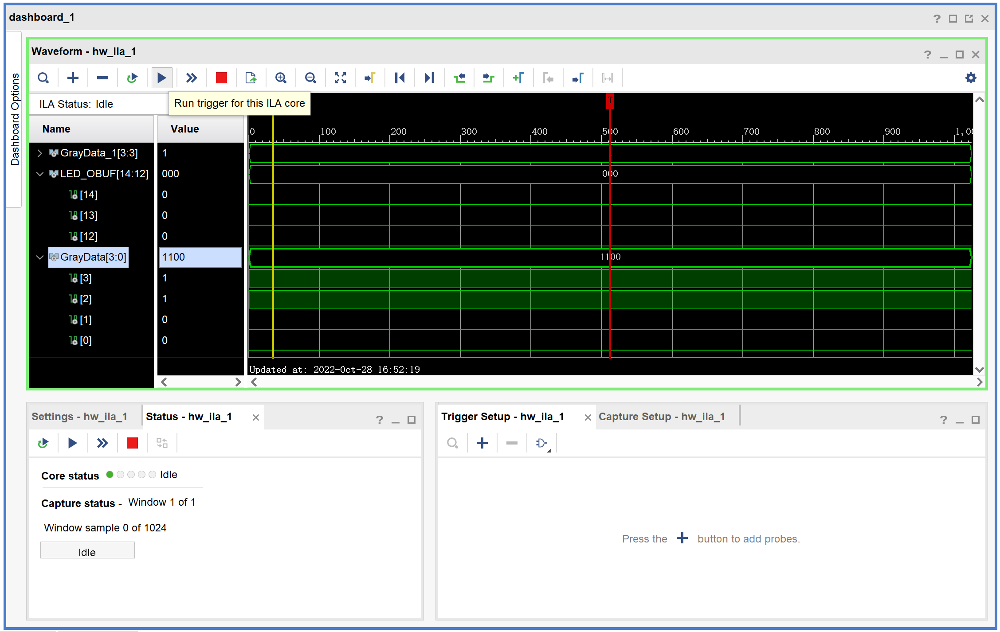 dashboard_1
Dashboard Options
Waveform - hw_ila_1
ILA Status: Idle
Run trigger for this ILA core
T
Name Value
0 100 200 300 400 500 600 700 800 900 1,00
GrayData_1[3:3] 1 1
LED_OBUF[14:12] 000 000
[14] 0
[13] 0
[12] 0
GrayData[3:0] 1100 1100
[3] 1
[2] 1
[1] 0
[0] 0
Updated at: 2022-Oct-28 16:52:19
Settings - hw_ila_1 Status - hw_ila_1
Core status Idle
Capture status - Window 1 of 1
Window sample 0 of 1024
Idle
Trigger Setup - hw_ila_1 Capture Setup - hw_ila_1
Press the + button to add probes.